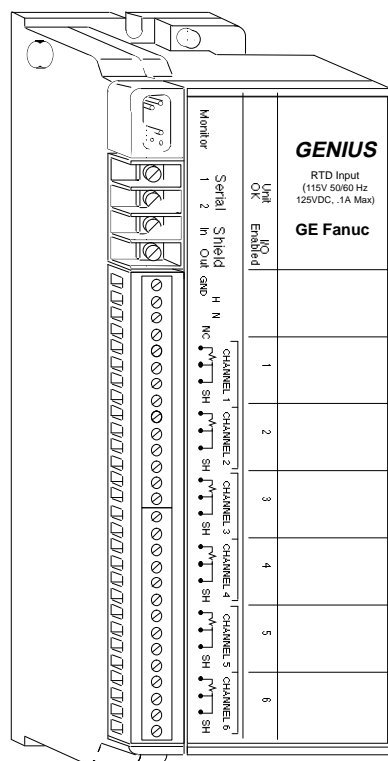 GENIUS
RTD Input
(115V 50/60 Hz
125VDC, .1A Max)
GE Fanuc
Unit
OK
I/O
Enabled
Monitor
Serial
1 2
Shield
In Out
GND
H
N
NC
CHANNEL 1
SH
1
CHANNEL 2
SH
2
CHANNEL 3
SH
3
CHANNEL 4
SH
4
CHANNEL 5
SH
5
CHANNEL 6
SH
6